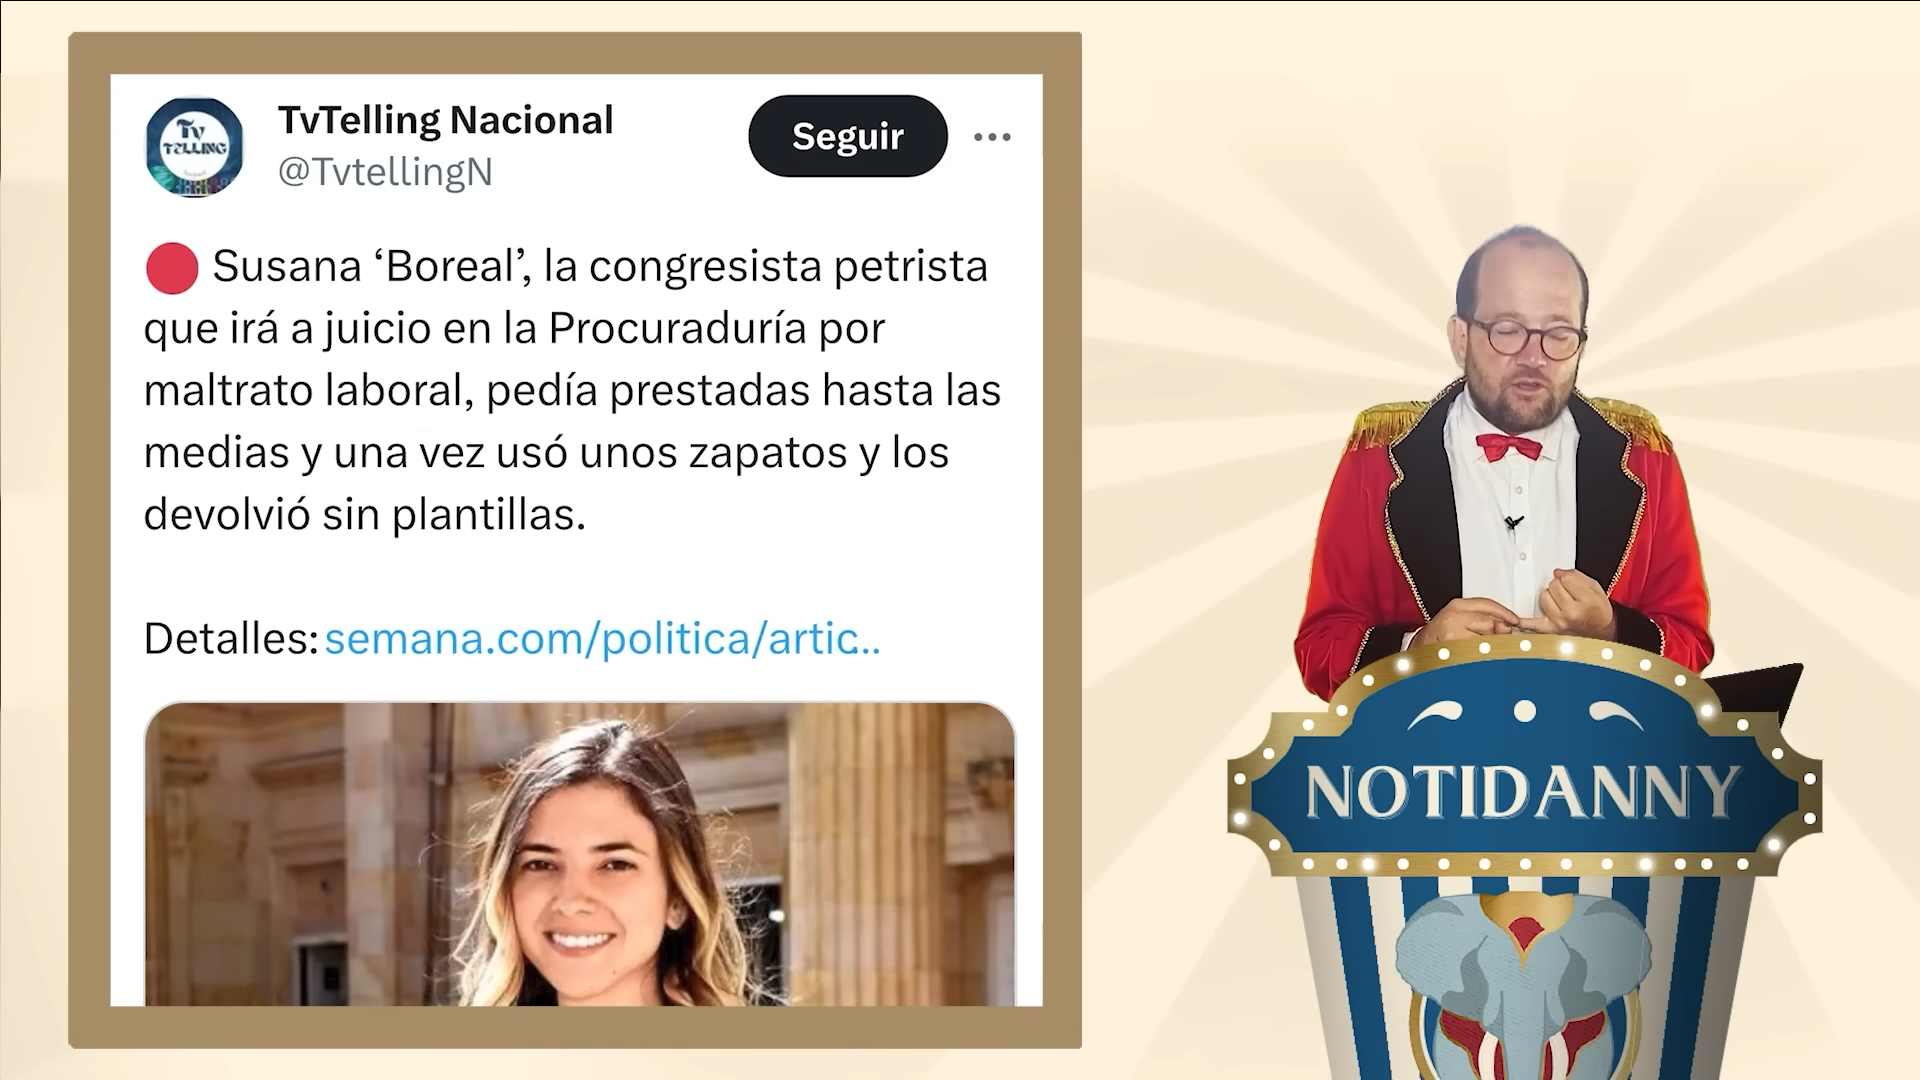 TvTelling Nacional
@TvtellingN
Seguir
Tv
TELLING
Susana ‘Boreal’, la congresista petrista
que irá a juicio en la Procuraduría por
maltrato laboral, pedía prestadas hasta las
medias y una vez usó unos zapatos y los
devolvió sin plantillas.
Detalles: semana.com/politica/artic...
NOTIDANNY